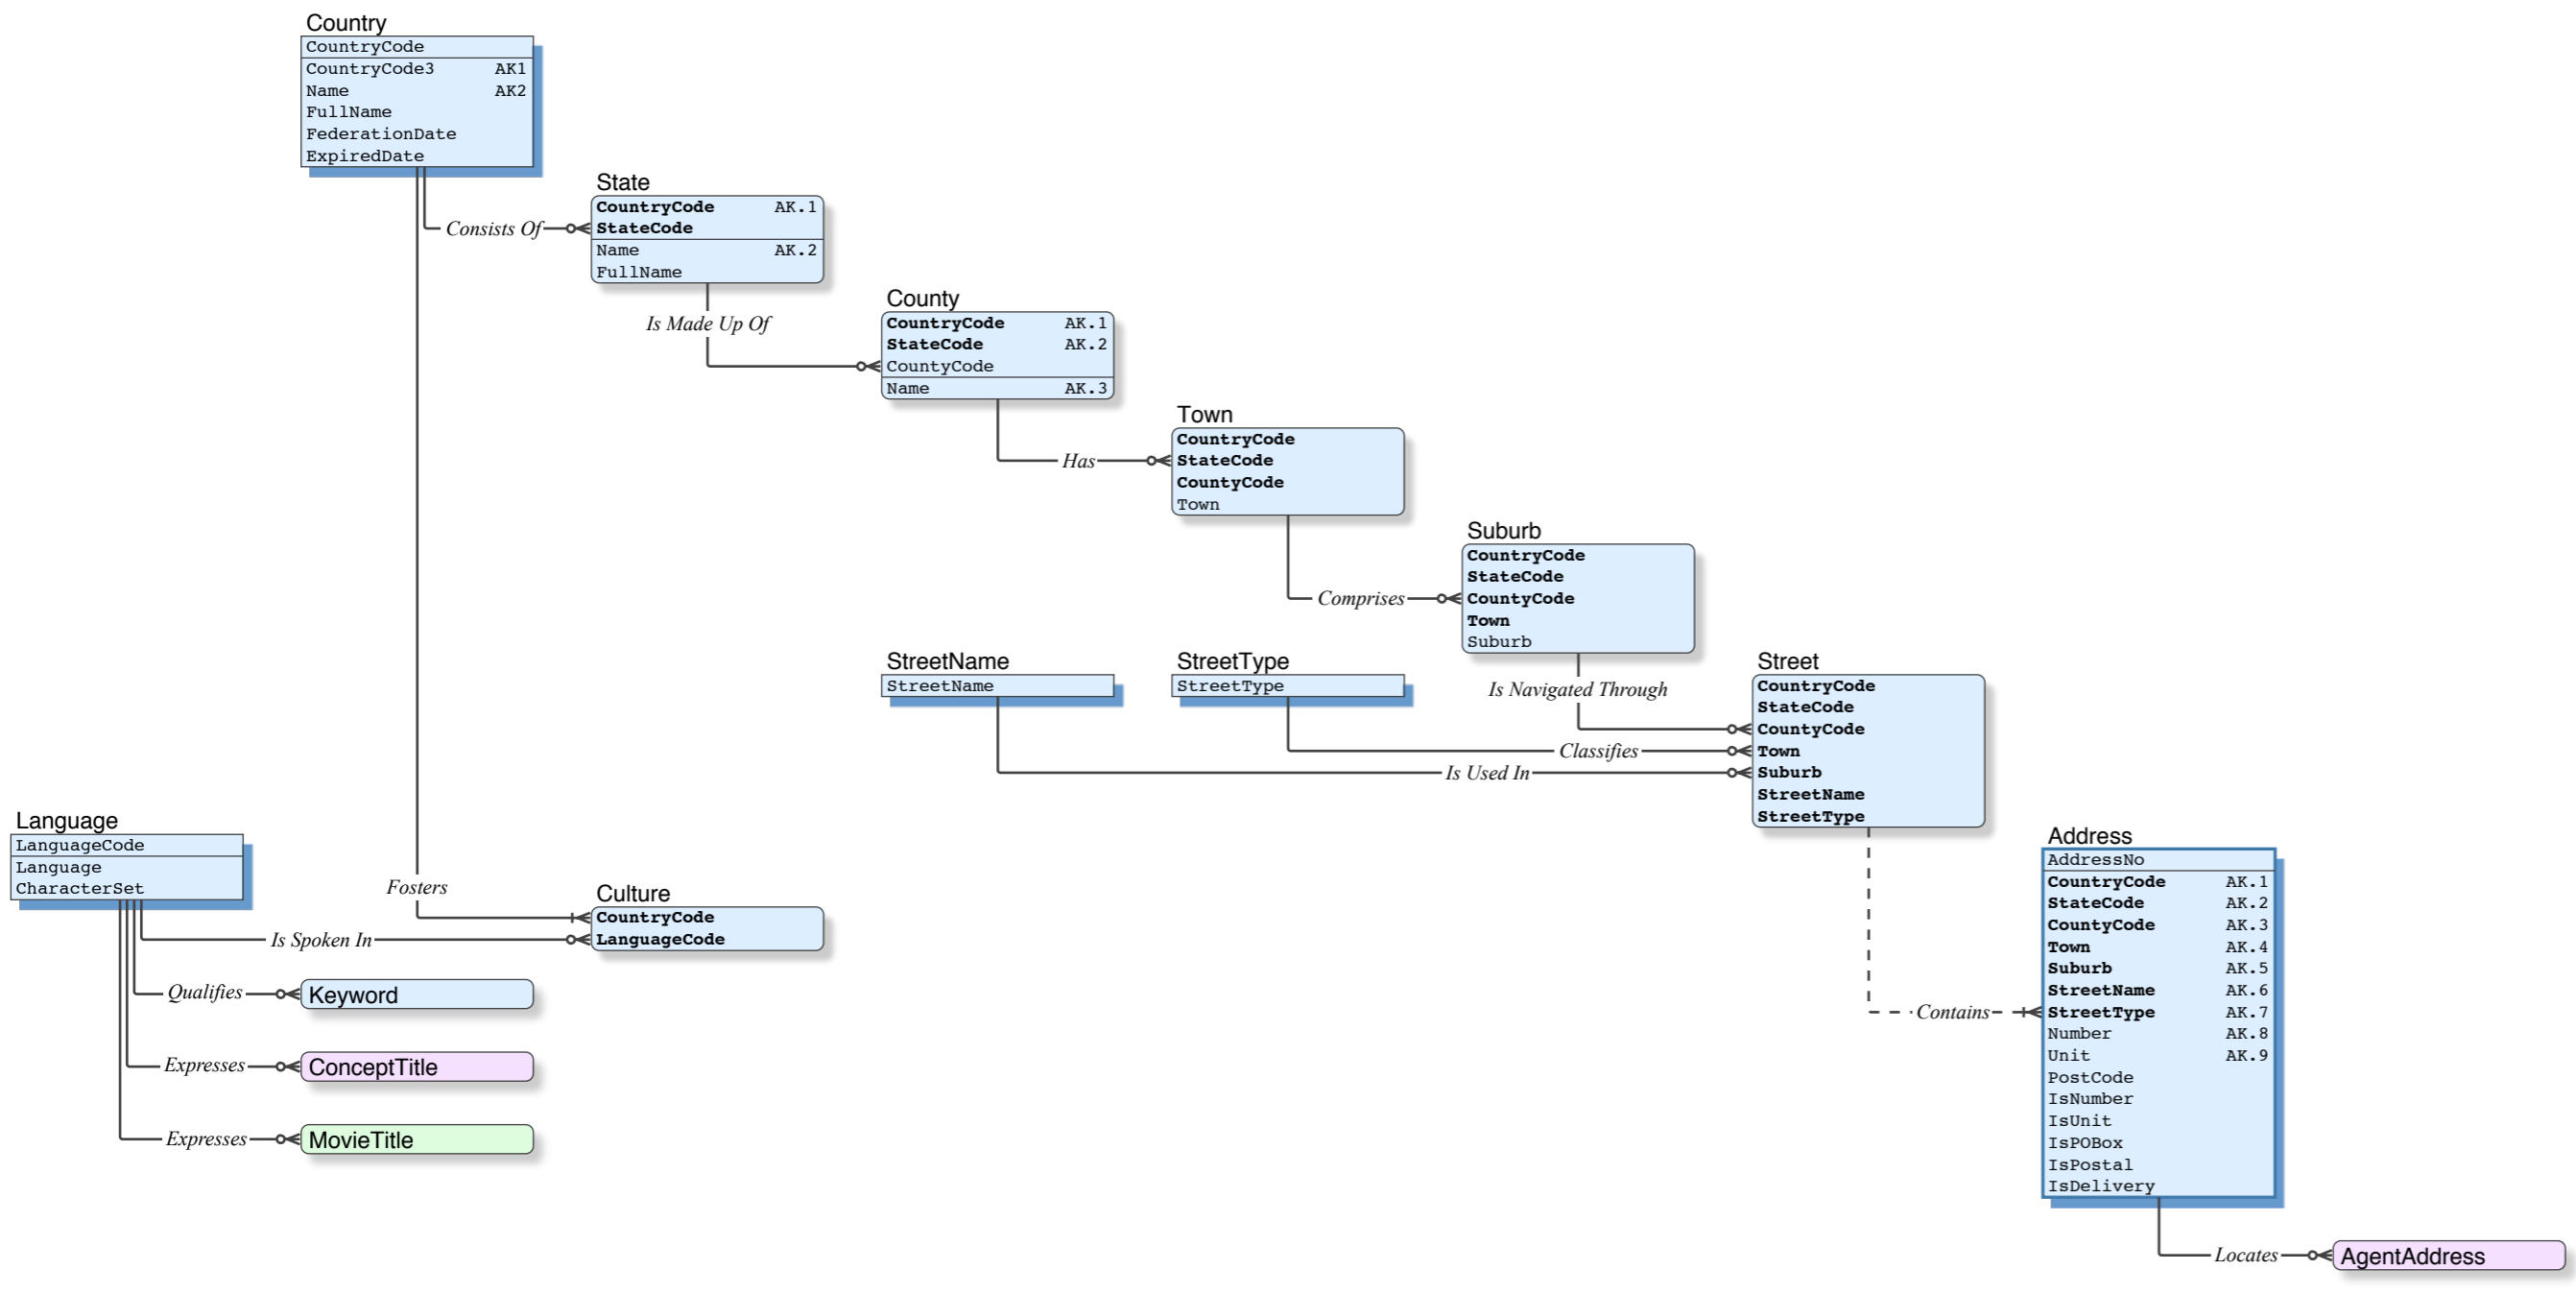 Country
CountryCode
CountryCode3 AK1
Name AK2
FullName
FederationDate
ExpiredDate
State
CountryCode AK.1
StateCode
Name AK.2
FullName
Consists Of
Is Made Up Of
County
CountryCode AK.1
StateCode AK.2
CountyCode
Name AK.3
Has
Town
CountryCode
StateCode
CountyCode
Town
Comprises
Suburb
CountryCode
StateCode
CountyCode
Town
Suburb
StreetName
StreetName
StreetType
StreetType
Is Navigated Through
Classifies
Is Used In
Street
CountryCode
StateCode
CountyCode
Town
Suburb
StreetName
StreetType
Language
LanguageCode
Language
CharacterSet
Fosters
Is Spoken In
Culture
CountryCode
LanguageCode
Qualifies
Keyword
Expresses
ConceptTitle
Expresses
MovieTitle
Contains
Address
AddressNo
CountryCode AK.1
StateCode AK.2
CountyCode AK.3
Town AK.4
Suburb AK.5
StreetName AK.6
StreetType AK.7
Number AK.8
Unit AK.9
PostCode
IsNumber
IsUnit
IsPOBox
IsPostal
IsDelivery
Locates
AgentAddress